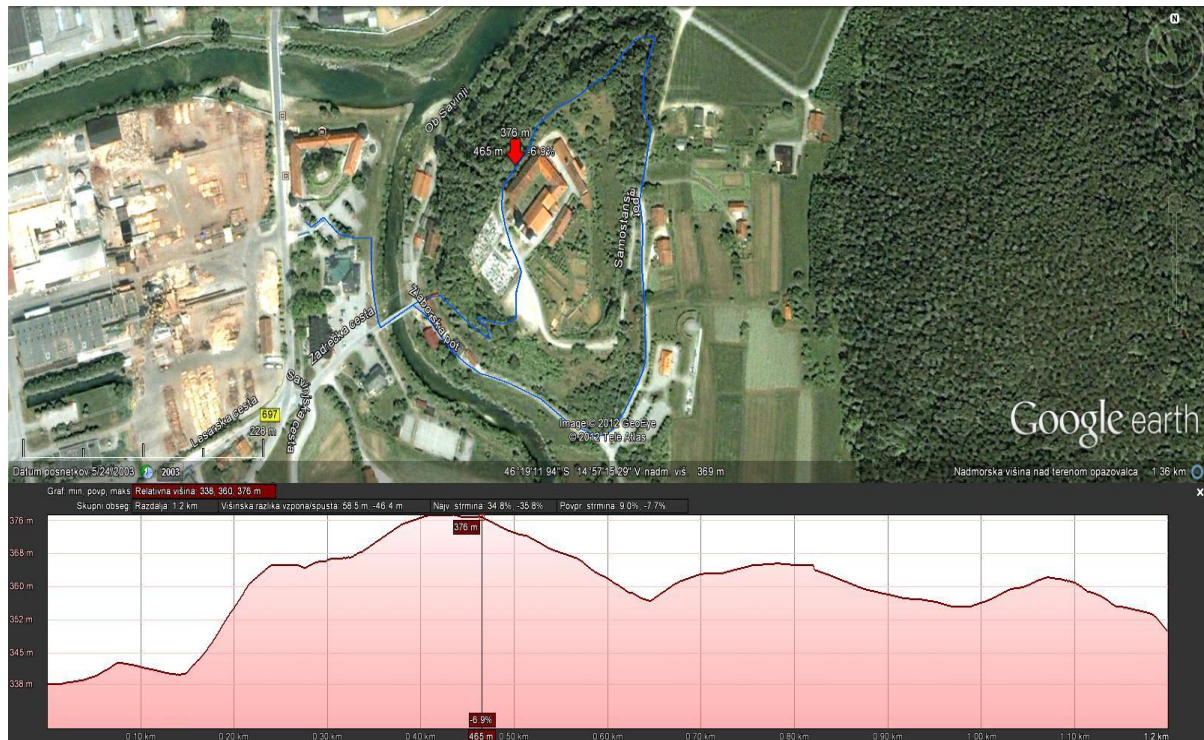 N
Ob Savinji
376 m
465 m -6.9%
Samostanska pot
Zaborska pot
Zadrečka cesta
Savinjska cesta
697
Lesarska cesta
228 m
Image © 2012 GeoEye
© 2012 Tele Atlas
Google earth
Datum posnetkov 5/24/2003 2003 46°19'11.94" S 14°57'15.29" V nadm. viš. 369 m Nadmorska višina nad terenom opazovalca 1.36 km
Graf: min, povp, maks Relativna višina: 338, 360, 376 m
x
Skupni obseg: Razdalja: 1.2 km Višinska razlika vzpona/spusta: 58.5 m, -46.4 m Najv. strmina: 34.8%, -35.8% Povpr. strmina: 9.0%, -7.7%
376 m
376 m
368 m
360 m
352 m
345 m
338 m
-6.9%
0.10 km 0.20 km 0.30 km 0.40 km 465 m 0.50 km 0.60 km 0.70 km 0.80 km 0.90 km 1.00 km 1.10 km 1.2 km